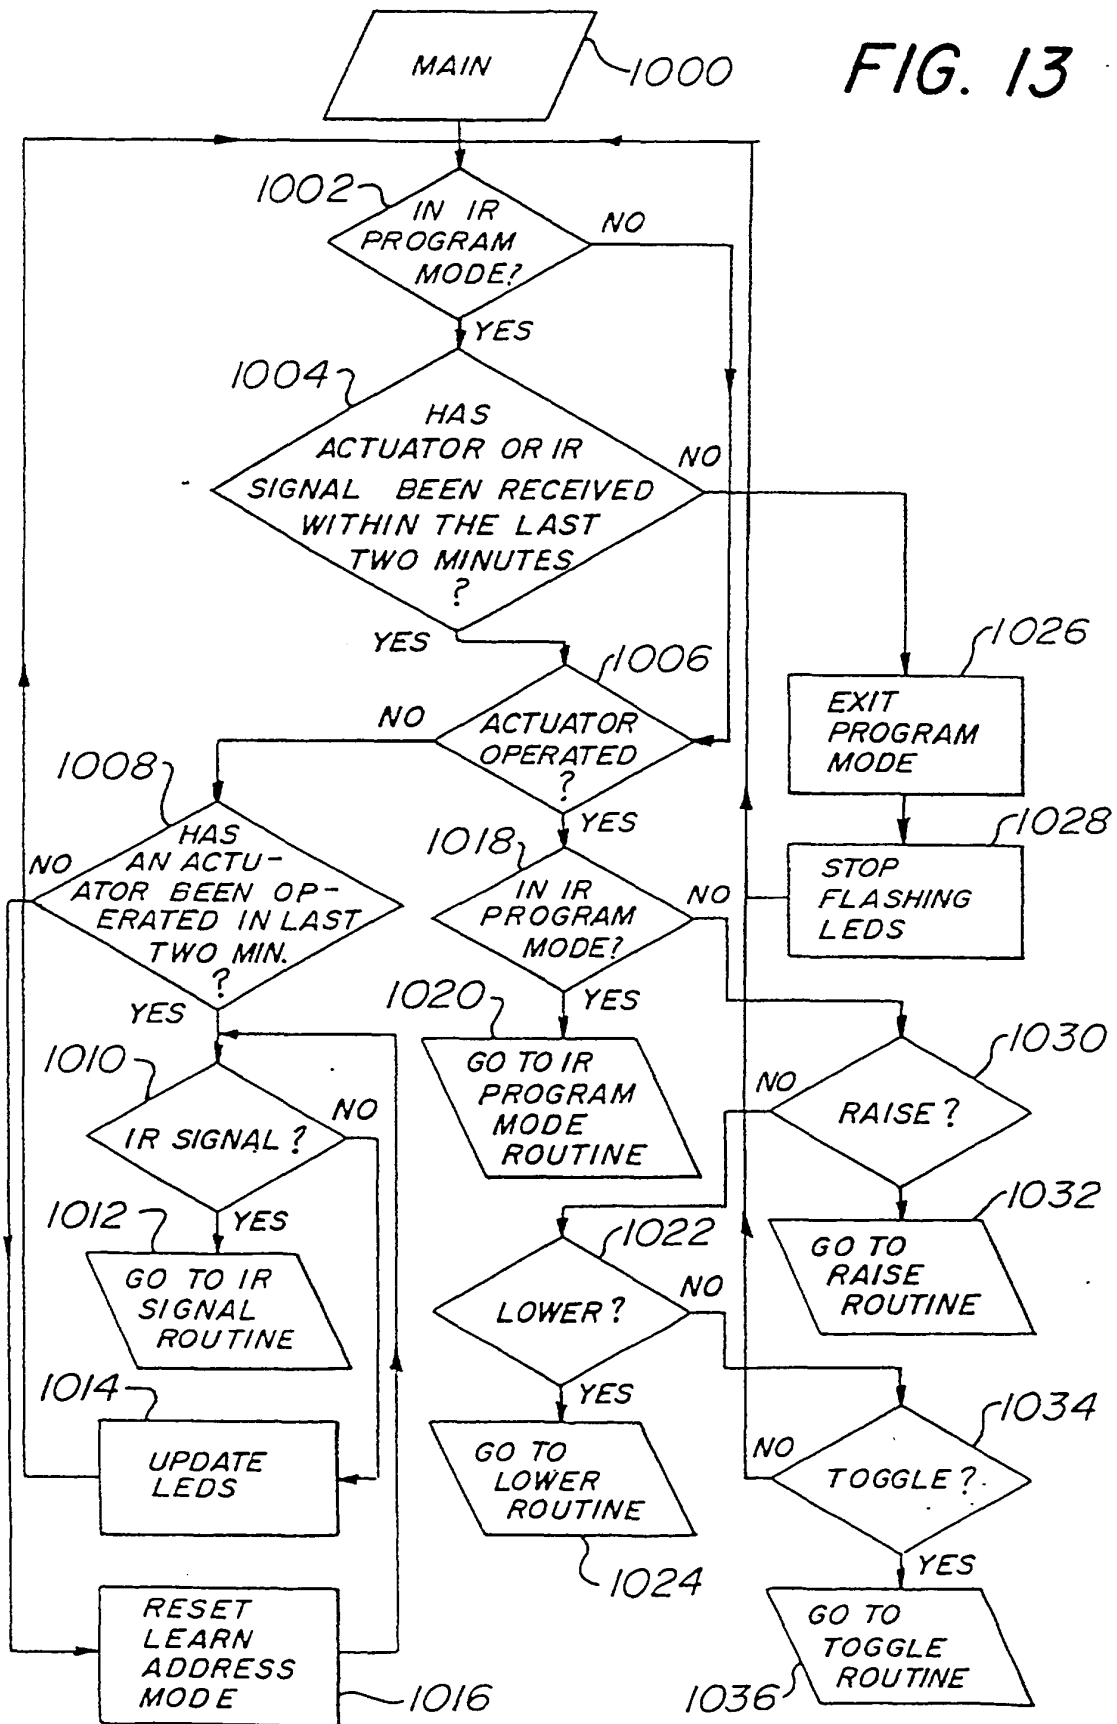 FIG. 13
MAIN
1000
1002
IN IR
PROGRAM
MODE?
NO
YES
1004
HAS
ACTUATOR OR IR
SIGNAL BEEN RECEIVED
WITHIN THE LAST
TWO MINUTES
?
NO
YES
1006
ACTUATOR
OPERATED
?
NO
YES
1026
EXIT
PROGRAM
MODE
1028
STOP
FLASHING
LEDS
1008
HAS
AN ACTU-
ATOR BEEN OP-
ERATED IN LAST
TWO MIN.
?
NO
YES
1018
IN IR
PROGRAM
MODE?
NO
YES
1020
GO TO IR
PROGRAM
MODE
ROUTINE
1010
IR SIGNAL?
NO
YES
1030
RAISE?
NO
YES
1012
GO TO IR
SIGNAL
ROUTINE
1032
GO TO
RAISE
ROUTINE
1022
LOWER?
NO
YES
1014
UPDATE
LEDS
GO TO
LOWER
ROUTINE
1024
1034
TOGGLE?
NO
YES
RESET
LEARN
ADDRESS
MODE
1016
GO TO
TOGGLE
ROUTINE
1036